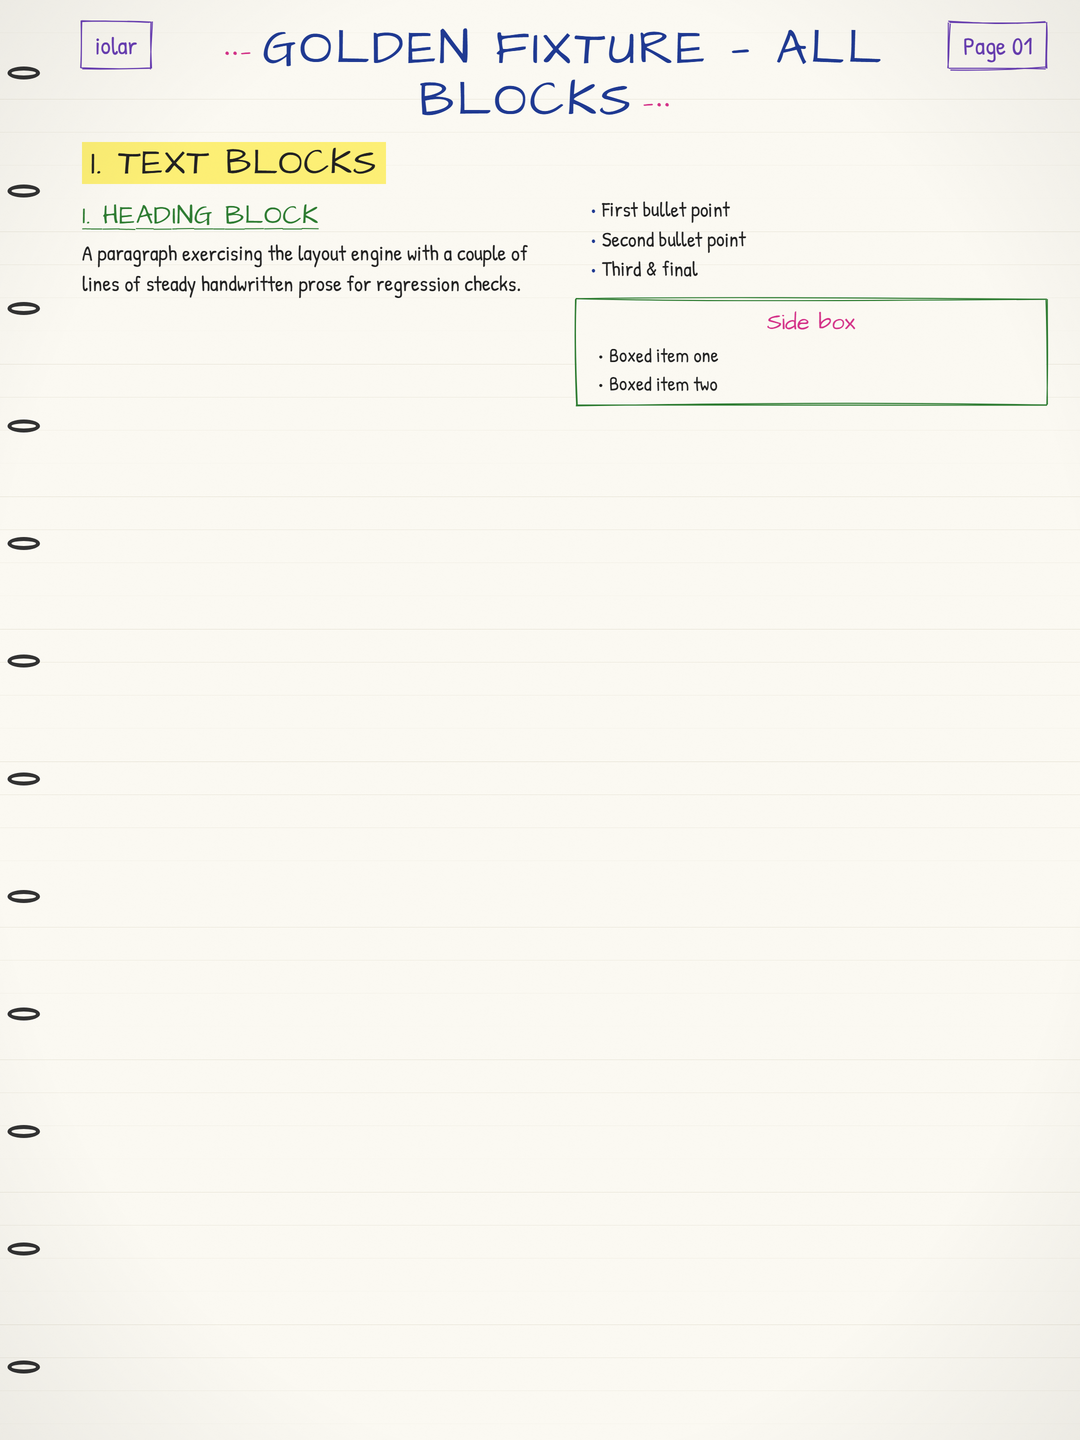 iolar
GOLDEN FIXTURE - ALL
BLOCKS
Page 01
1. TEXT BLOCKS
1. HEADING BLOCK
A paragraph exercising the layout engine with a couple of
lines of steady handwritten prose for regression checks.
• First bullet point
• Second bullet point
• Third & final
Side box
• Boxed item one
• Boxed item two